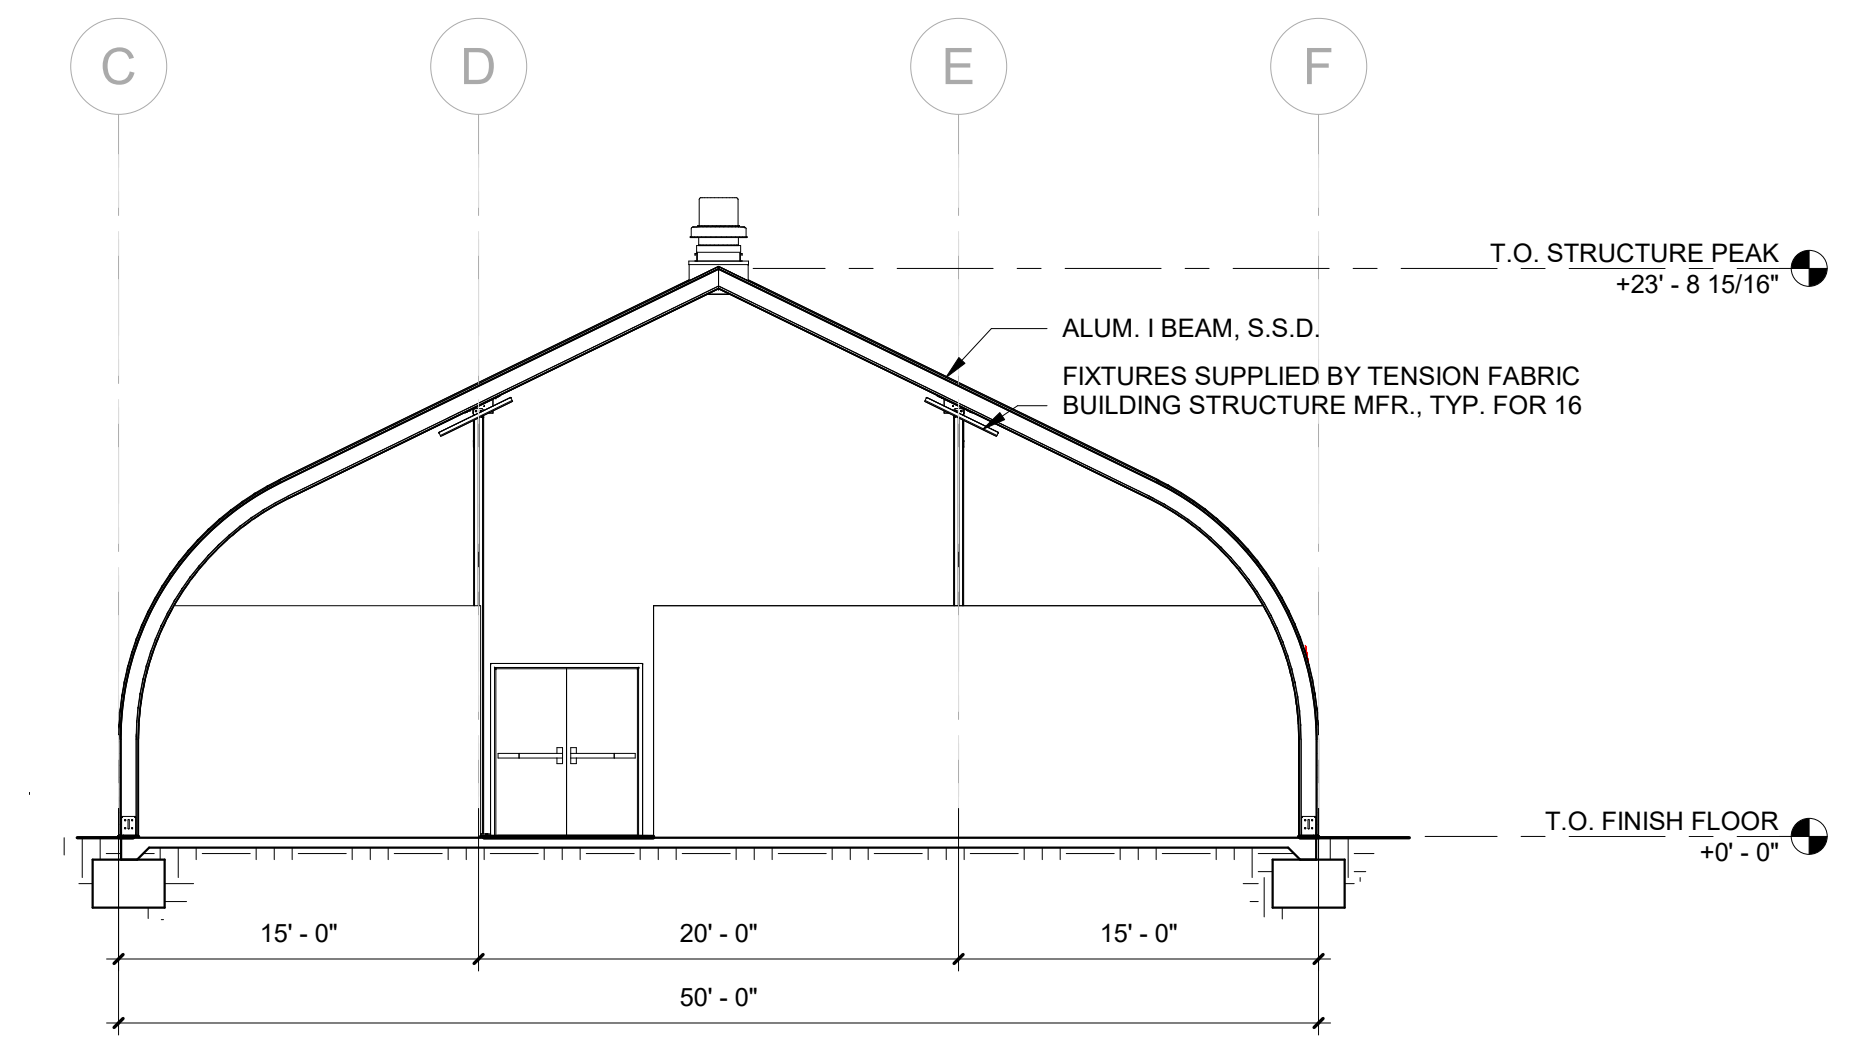 C
D
E
F
T.O. STRUCTURE PEAK
+23' - 8 15/16"
ALUM. I BEAM, S.S.D.
FIXTURES SUPPLIED BY TENSION FABRIC
BUILDING STRUCTURE MFR., TYP. FOR 16
T.O. FINISH FLOOR
+0' - 0"
15' - 0"
20' - 0"
15' - 0"
50' - 0"